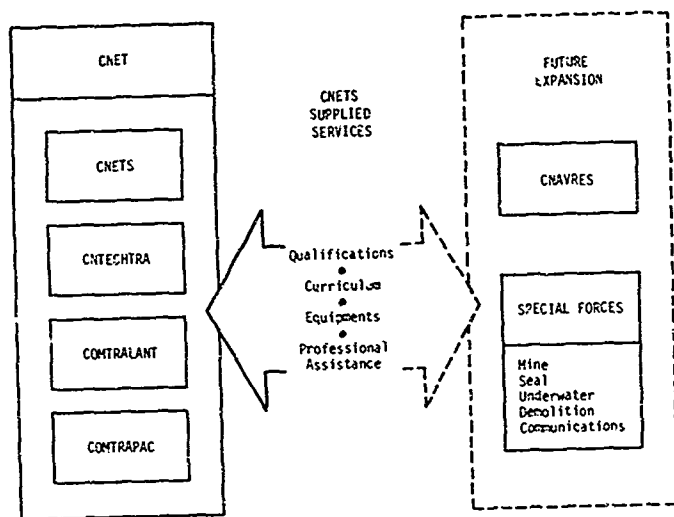 CNET
CNETS
CNTECHTRA
COMTRALANT
COMTRAPAC
CNETS
SUPPLIED
SERVICES
Qualifications
•
Curriculum
•
Equipments
•
Professional
Assistance
FUTURE
EXPANSION
CNAVRES
SPECIAL FORCES
Mine
Seal
Underwater
Demolition
Communications